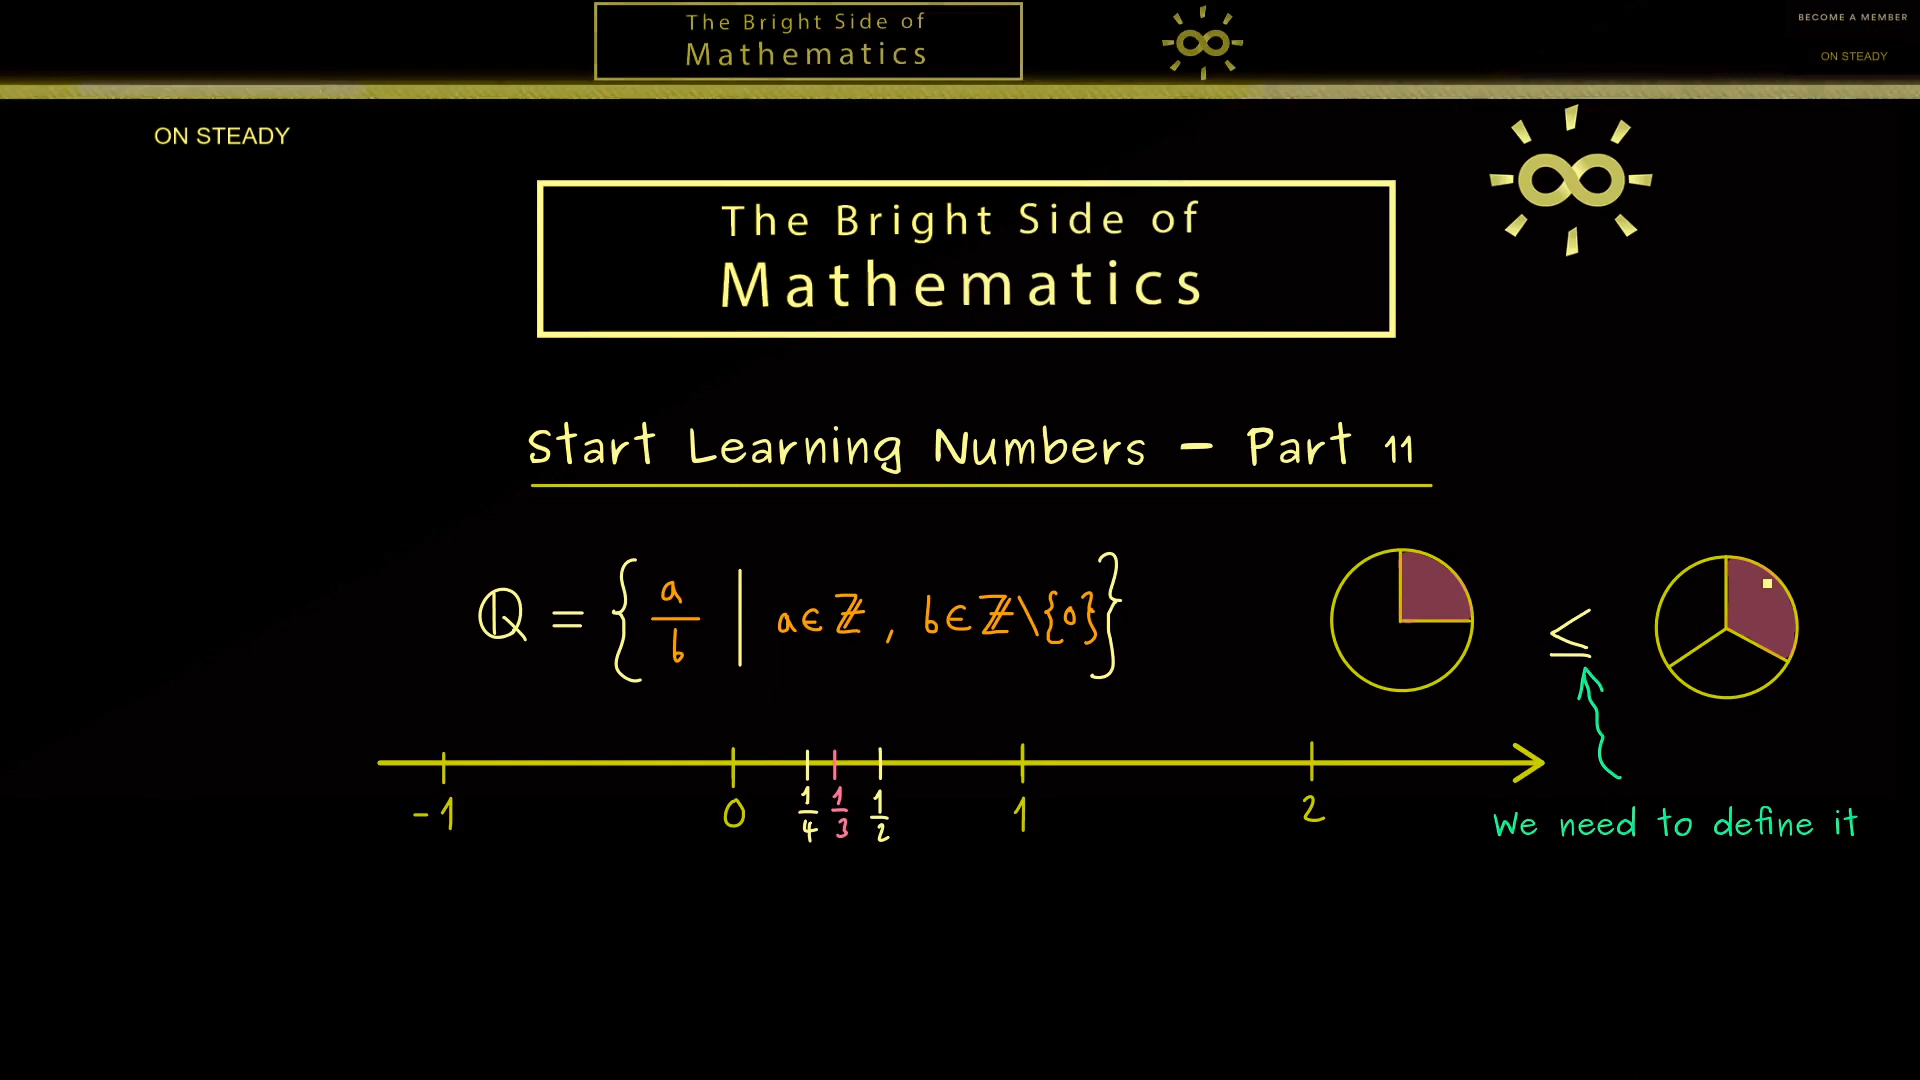 The Bright Side of
Mathematics
BECOME A MEMBER
ON STEADY
ON STEADY
The Bright Side of
Mathematics
Start Learning Numbers - Part 11
ℚ = { a/b | a∈ℤ, b∈ℤ\{0} }
≤
-1 0 1/4 1/3 1/2 1 2
We need to define it